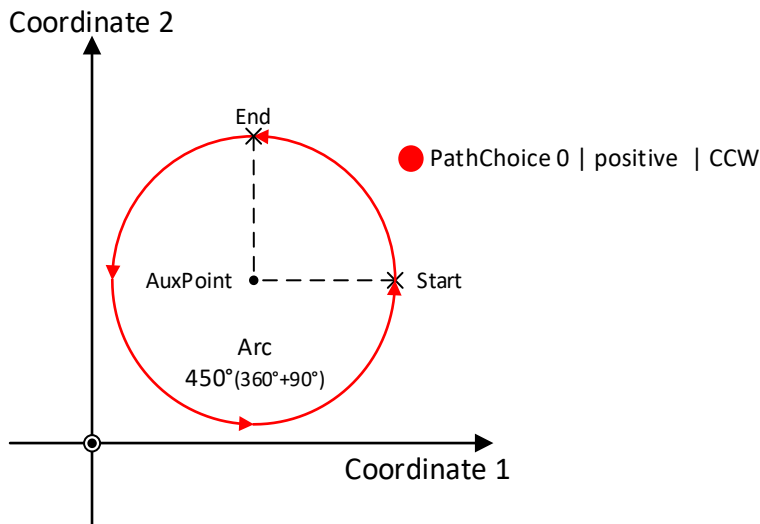 Coordinate 2
End
PathChoice 0 | positive | CCW
AuxPoint
Start
Arc
450°(360°+90°)
Coordinate 1